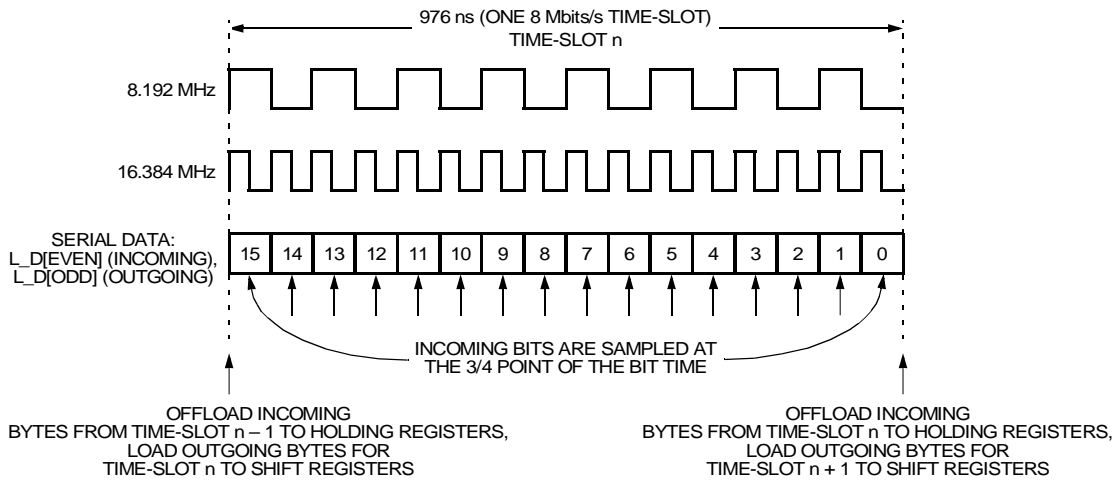 976 ns (ONE 8 Mbits/s TIME-SLOT)
TIME-SLOT n
8.192 MHz
16.384 MHz
SERIAL DATA:
L_D[EVEN] (INCOMING),
L_D[ODD] (OUTGOING)
15 14 13 12 11 10 9 8 7 6 5 4 3 2 1 0
INCOMING BITS ARE SAMPLED AT
THE 3/4 POINT OF THE BIT TIME
OFFLOAD INCOMING
BYTES FROM TIME-SLOT n – 1 TO HOLDING REGISTERS,
LOAD OUTGOING BYTES FOR
TIME-SLOT n TO SHIFT REGISTERS
OFFLOAD INCOMING
BYTES FROM TIME-SLOT n TO HOLDING REGISTERS,
LOAD OUTGOING BYTES FOR
TIME-SLOT n + 1 TO SHIFT REGISTERS